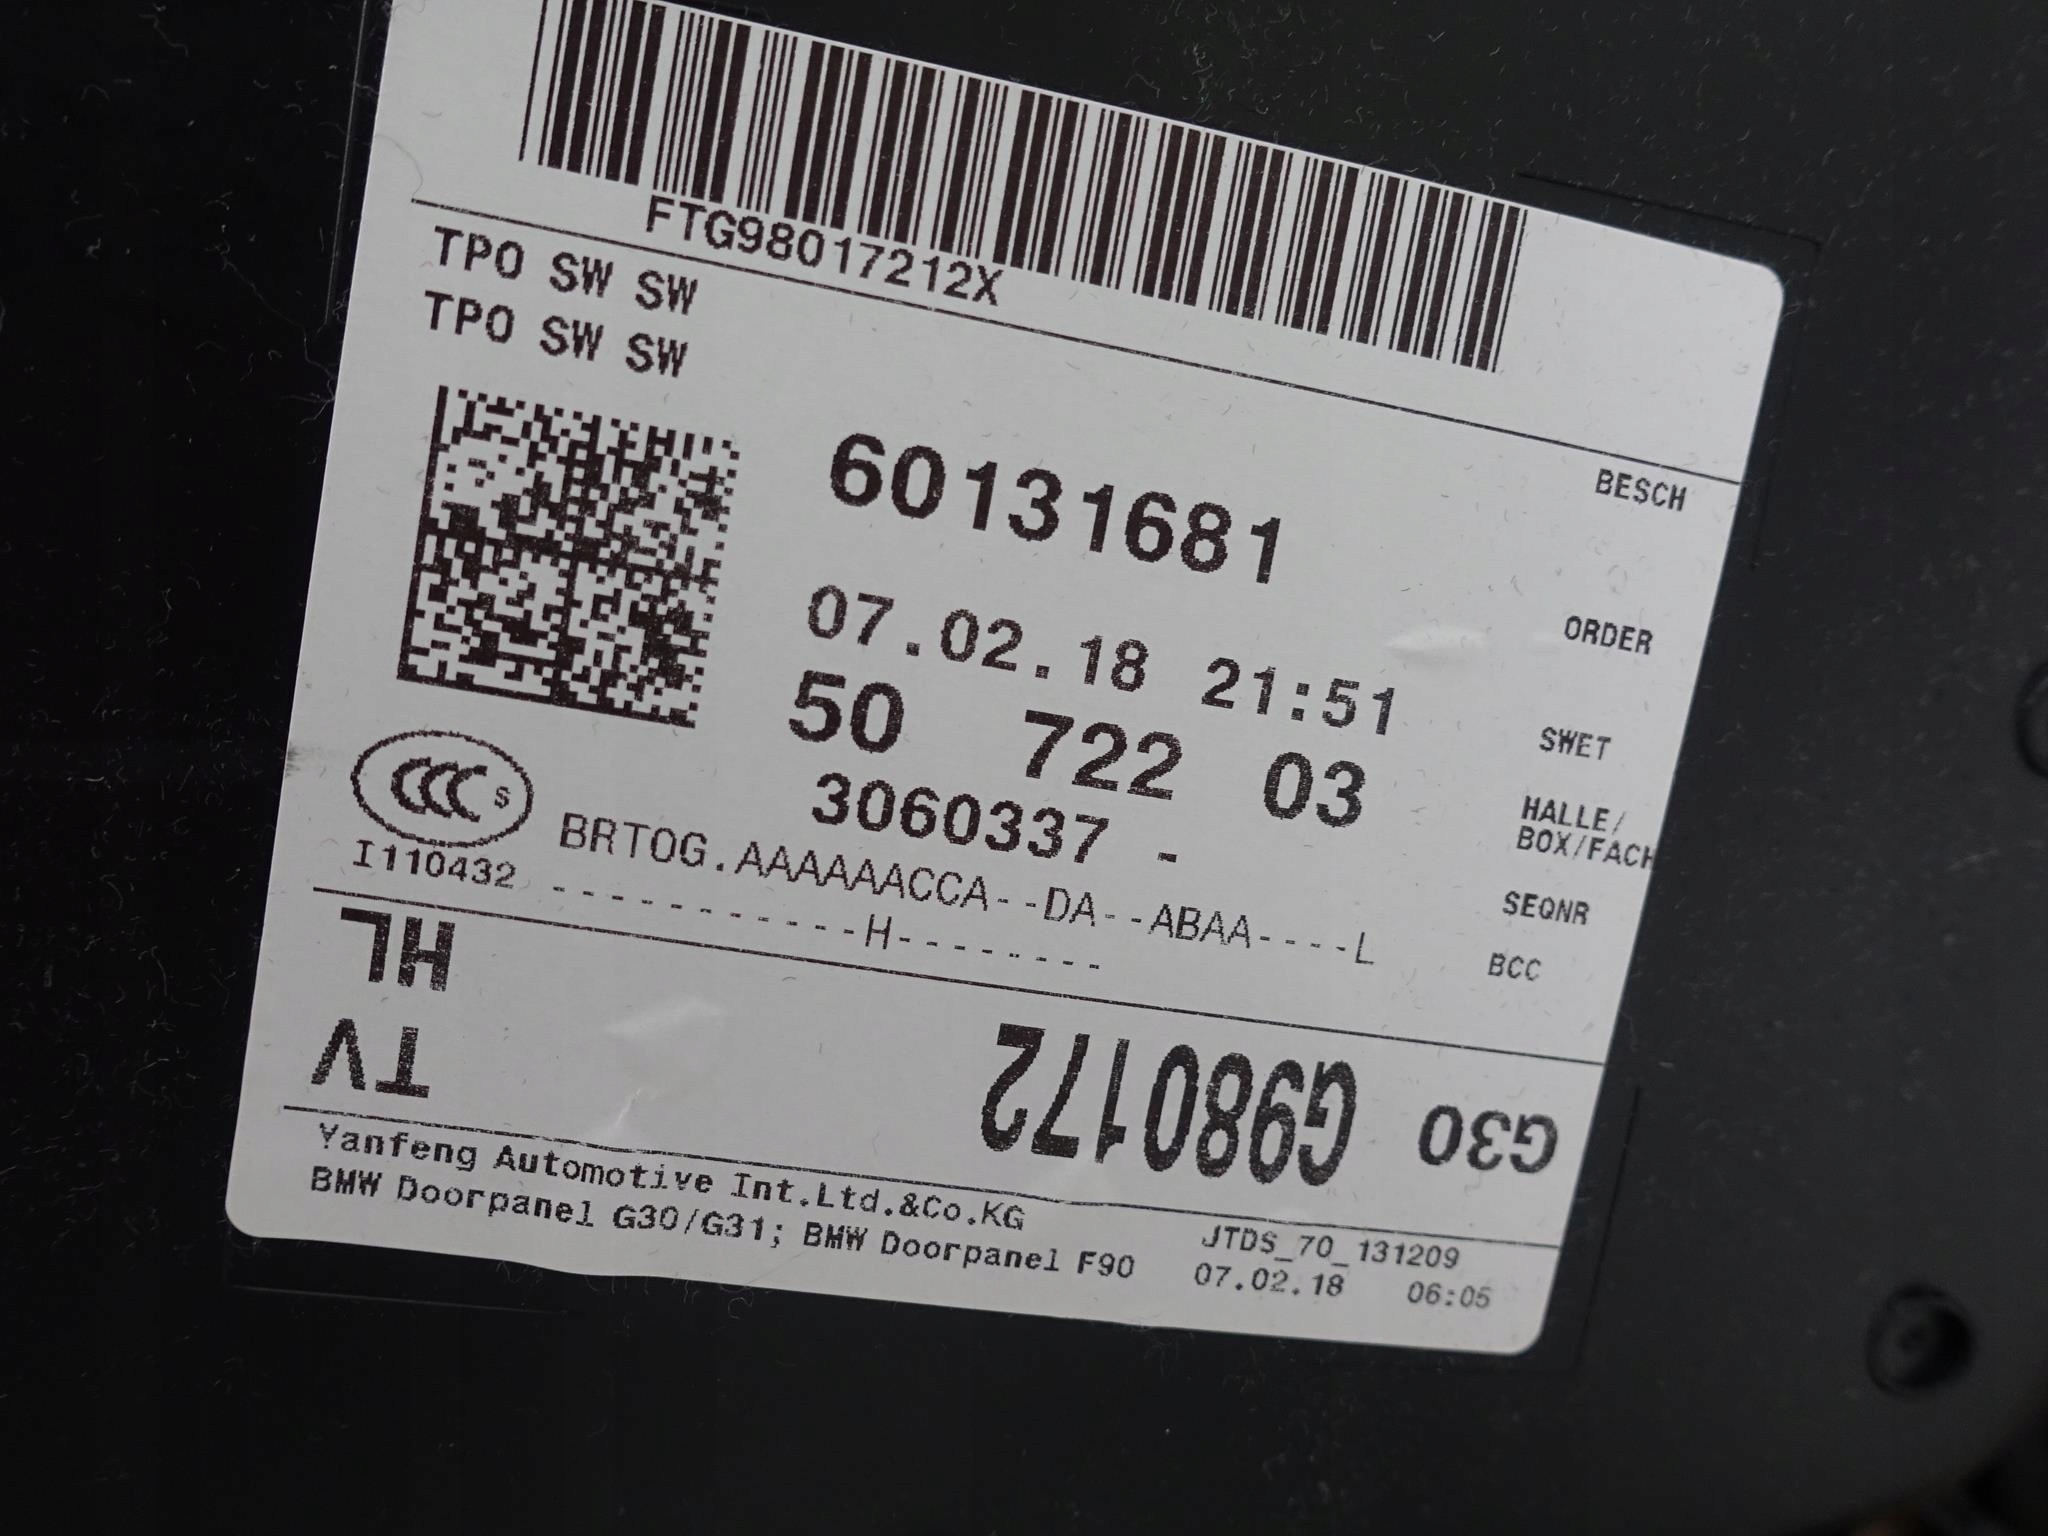 FTG98017212X
TPO SW SW
TPO SW SW
BESCH
60131681
ORDER
07.02.18 21:51
SWET
50 722 03
HALLE/
BOX/FACH
3060337 -
SEQNR
CCC S
I110432
BRTOG.AAAAAACCA--DA--ABAA----L
-----------H--------
BCC
HL
TV
G980172
G30
Yanfeng Automotive Int.Ltd.&Co.KG
BMW Doorpanel G30/G31; BMW Doorpanel F90
JTDS_70_131209
07.02.18 06:05